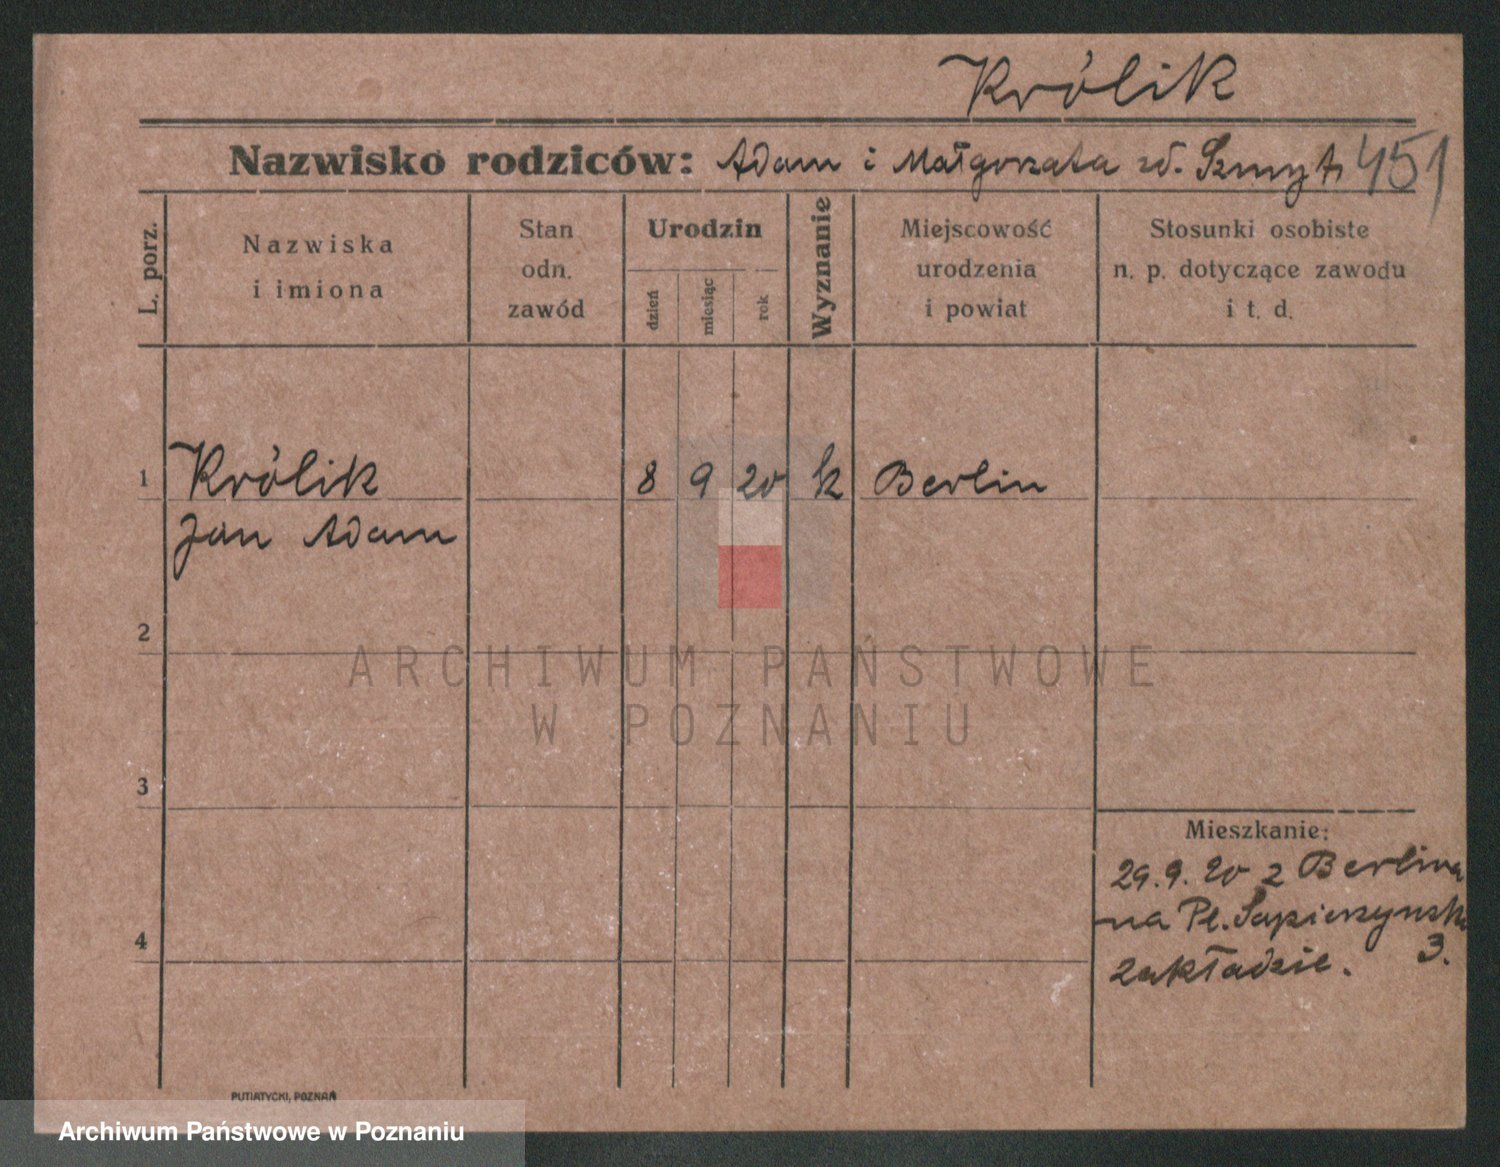 Królik
Nazwisko rodziców: Adam i Małgorzata zd. Szmyt 451
L. porz.
Nazwiska
i imiona
Stan
odn.
zawód
Urodzin
dzień
miesiąc
rok
Wyznanie
Miejscowość
urodzenia
i powiat
Stosunki osobiste
n. p. dotyczące zawodu
i t. d.
1 Królik 8 9 20 k Berlin
Jan Adam
2
ARCHIWUM PAŃSTWOWE
W POZNANIU
3
Mieszkanie:
29.9.20 z Berlina
na Pl. Sapieżyńsk
4
3.
zakładzie.
PUTIATYCKI, POZNAŃ
Archiwum Państwowe w Poznaniu